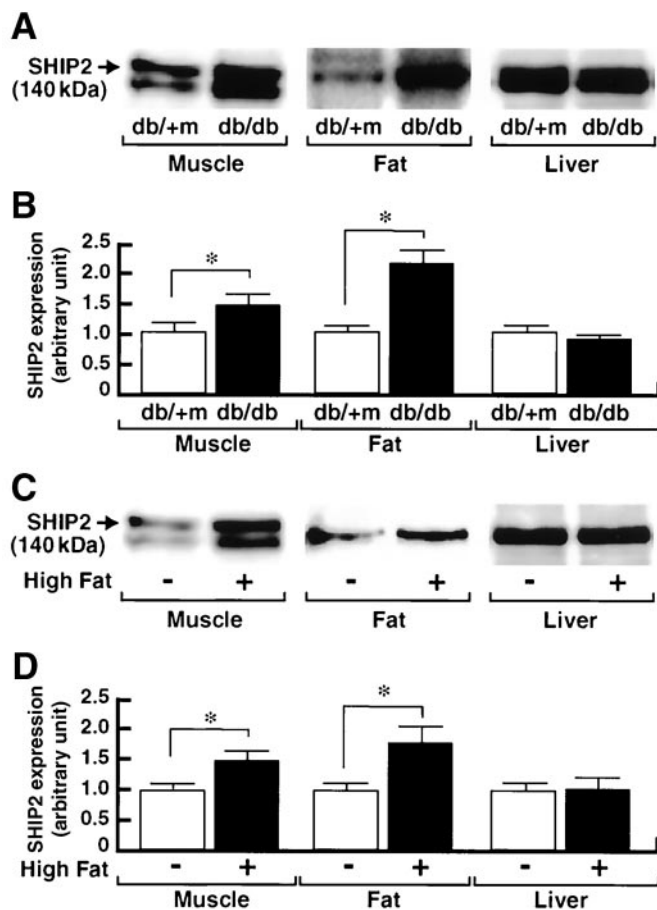 A
SHIP2
(140 kDa)
db/+m db/db db/+m db/db db/+m db/db
Muscle Fat Liver
B
SHIP2 expression
(arbitrary unit)
2.5
2.0
1.5
1.0
0.5
0
* *
db/+m db/db db/+m db/db db/+m db/db
Muscle Fat Liver
C
SHIP2
(140 kDa)
High Fat - + - + - +
Muscle Fat Liver
D
SHIP2 expression
(arbitrary unit)
2.5
2.0
1.5
1.0
0.5
0
* *
High Fat - + - + - +
Muscle Fat Liver